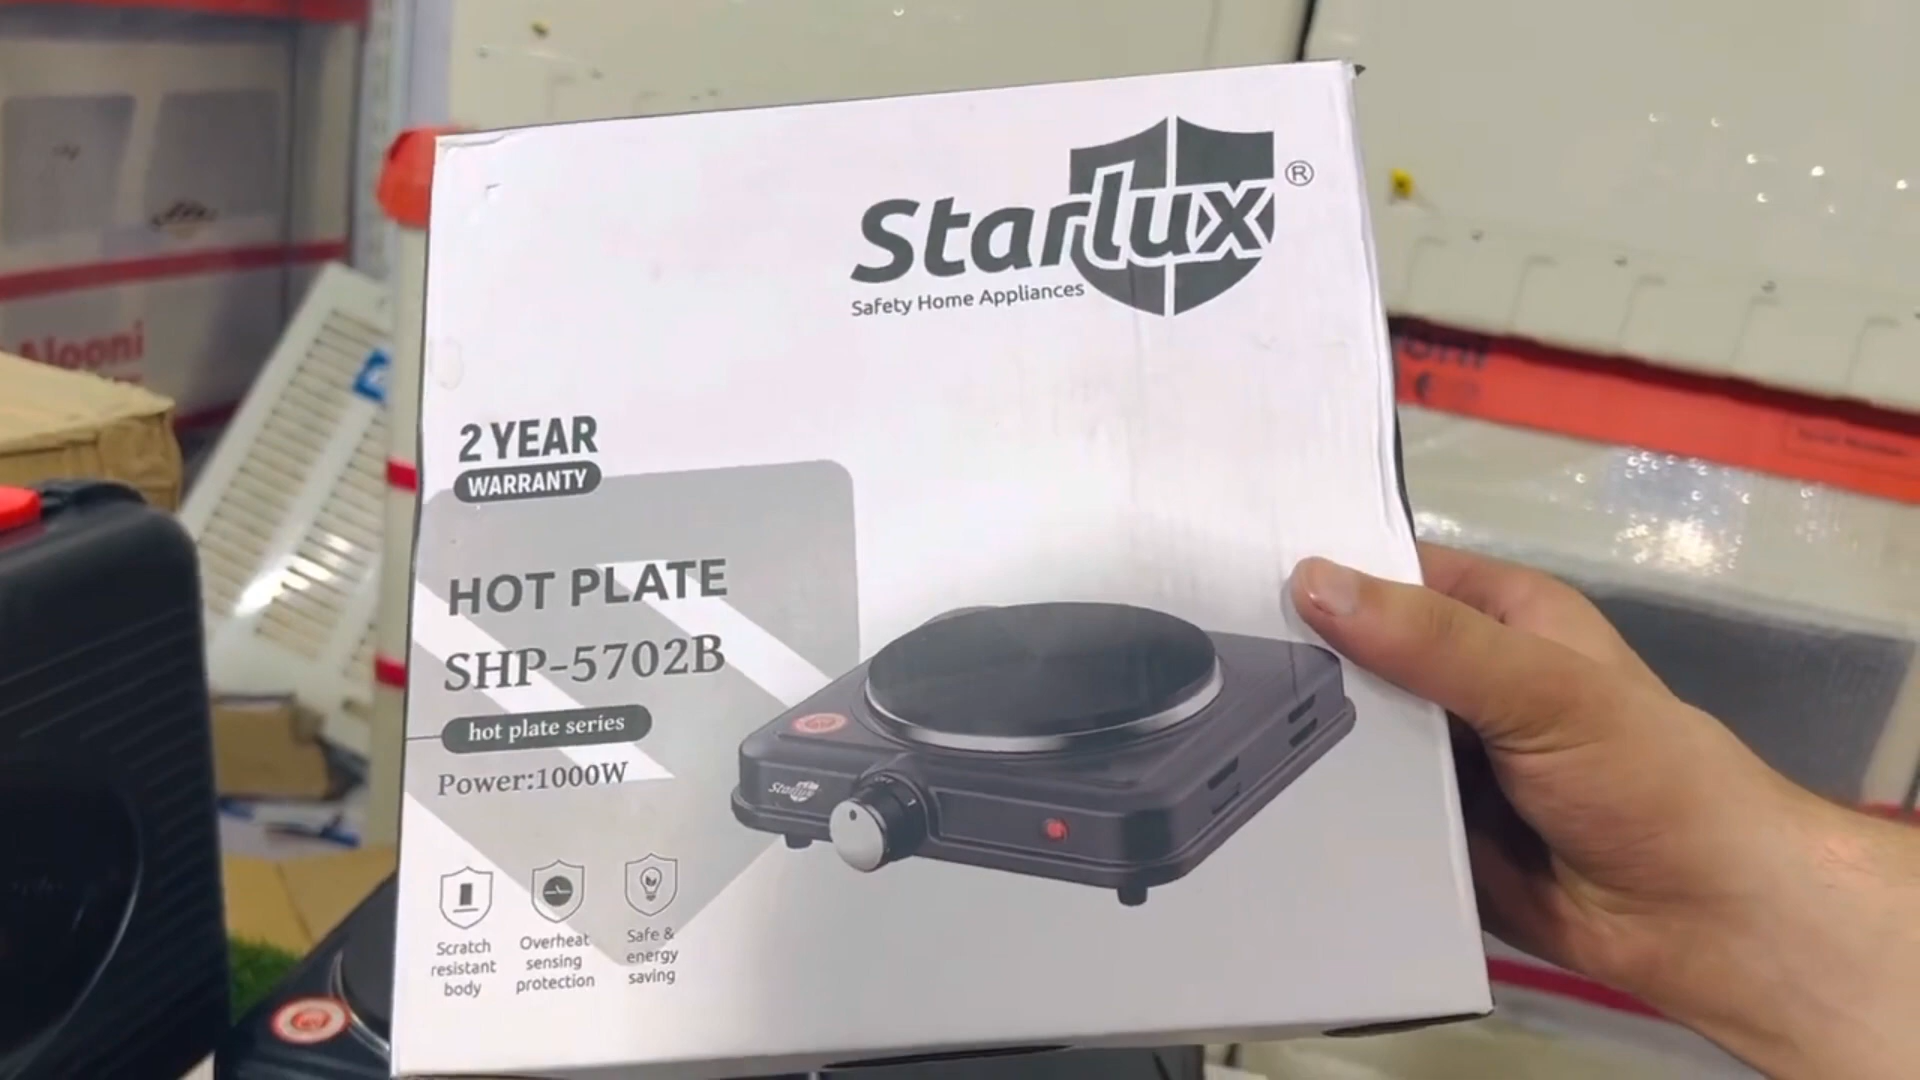 Starlux®
Safety Home Appliances
2 YEAR
WARRANTY
HOT PLATE
SHP-5702B
hot plate series
Power:1000W
Starlux
Scratch
resistant
body
Overheat
sensing
protection
Safe &
energy
saving
Nooni